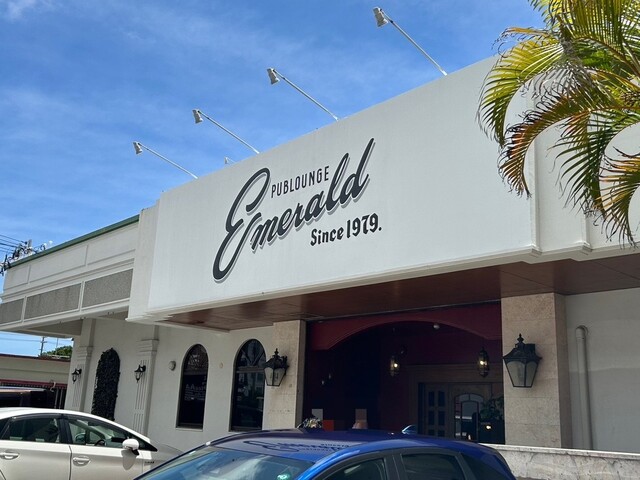 PUBLOUNGE
Emerald
Since 1979.